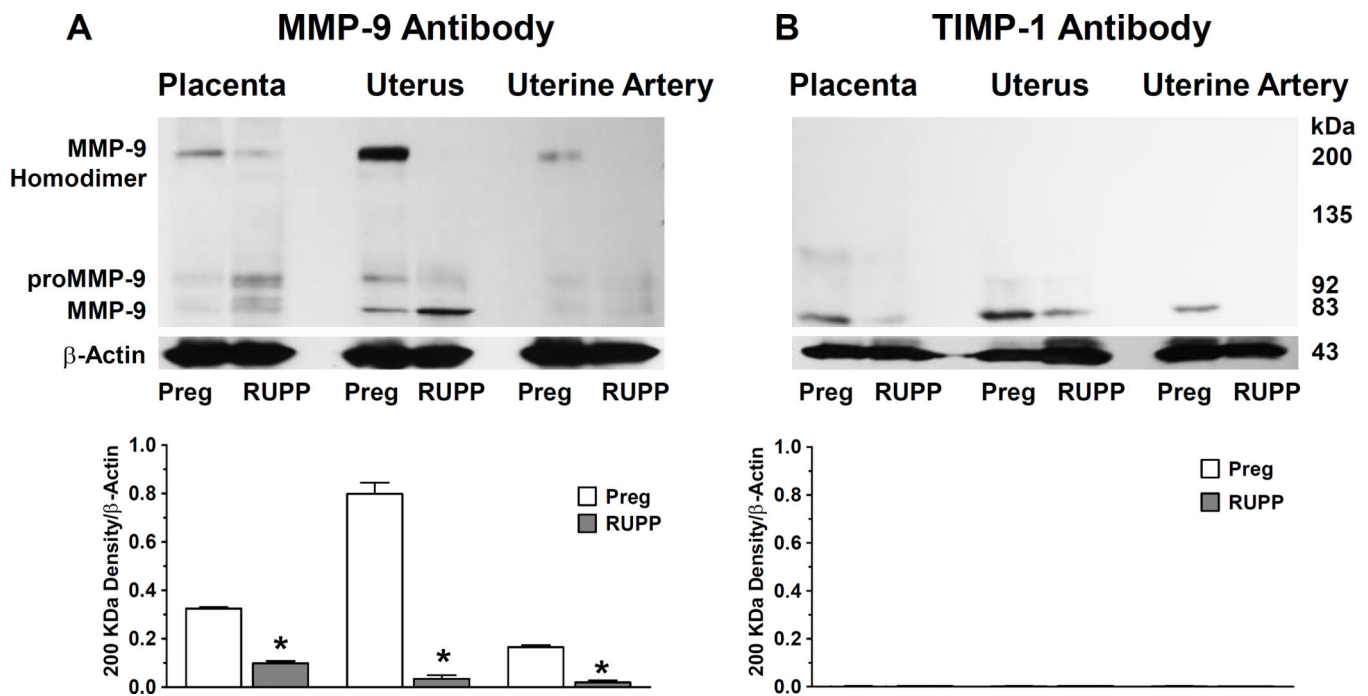 A MMP-9 Antibody
Placenta Uterus Uterine Artery
MMP-9
Homodimer
proMMP-9
MMP-9
β-Actin
Preg RUPP Preg RUPP Preg RUPP
200 KDa Density/β-Actin
1.0
0.8
0.6
0.4
0.2
0.0
Preg
RUPP
* * *
B TIMP-1 Antibody
Placenta Uterus Uterine Artery
kDa
200
135
92
83
43
Preg RUPP Preg RUPP Preg RUPP
200 KDa Density/β-Actin
1.0
0.8
0.6
0.4
0.2
0.0
Preg
RUPP